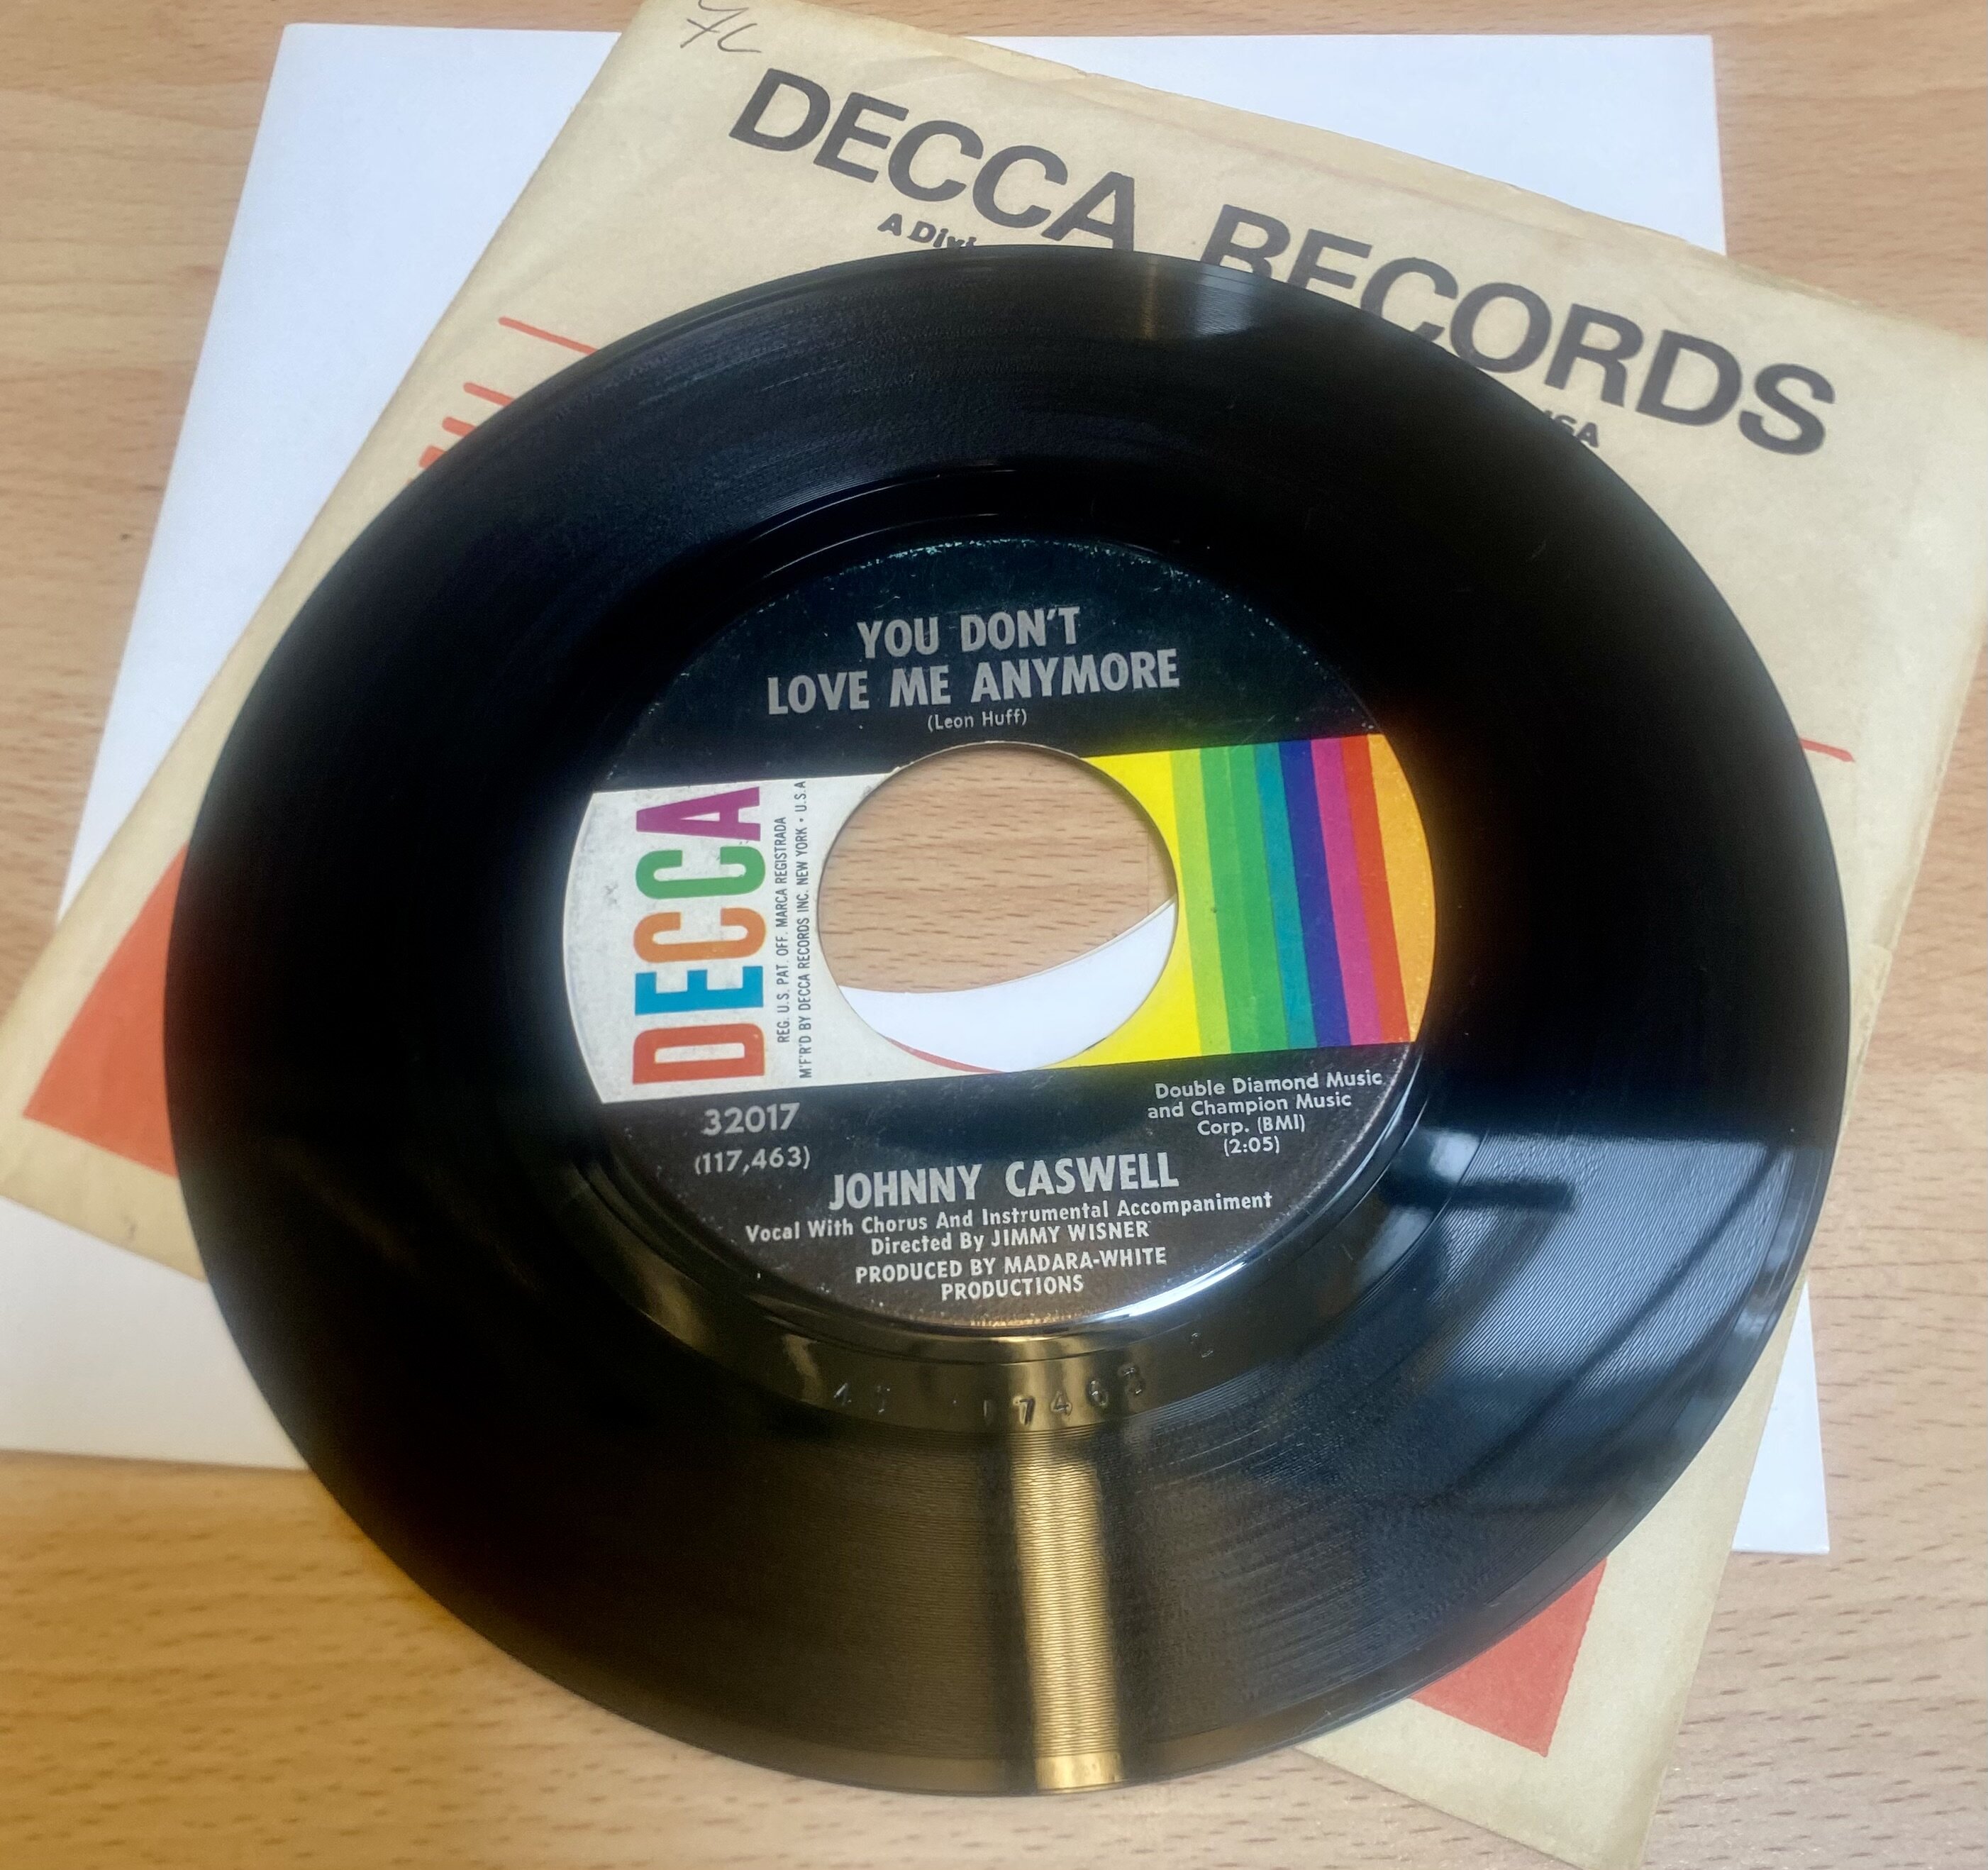 DECCA RECORDS
YOU DON'T
LOVE ME ANYMORE
(Leon Huff)
DECCA
REG. U.S. PAT. OFF. MARCA REGISTRADA
M'F'R'D BY DECCA RECORDS INC. NEW YORK • U.S.A
32017
(117,463)
Double Diamond Music
and Champion Music
Corp. (BMI)
(2:05)
JOHNNY CASWELL
Vocal With Chorus And Instrumental Accompaniment
Directed By JIMMY WISNER
PRODUCED BY MADARA-WHITE
PRODUCTIONS
7463 2